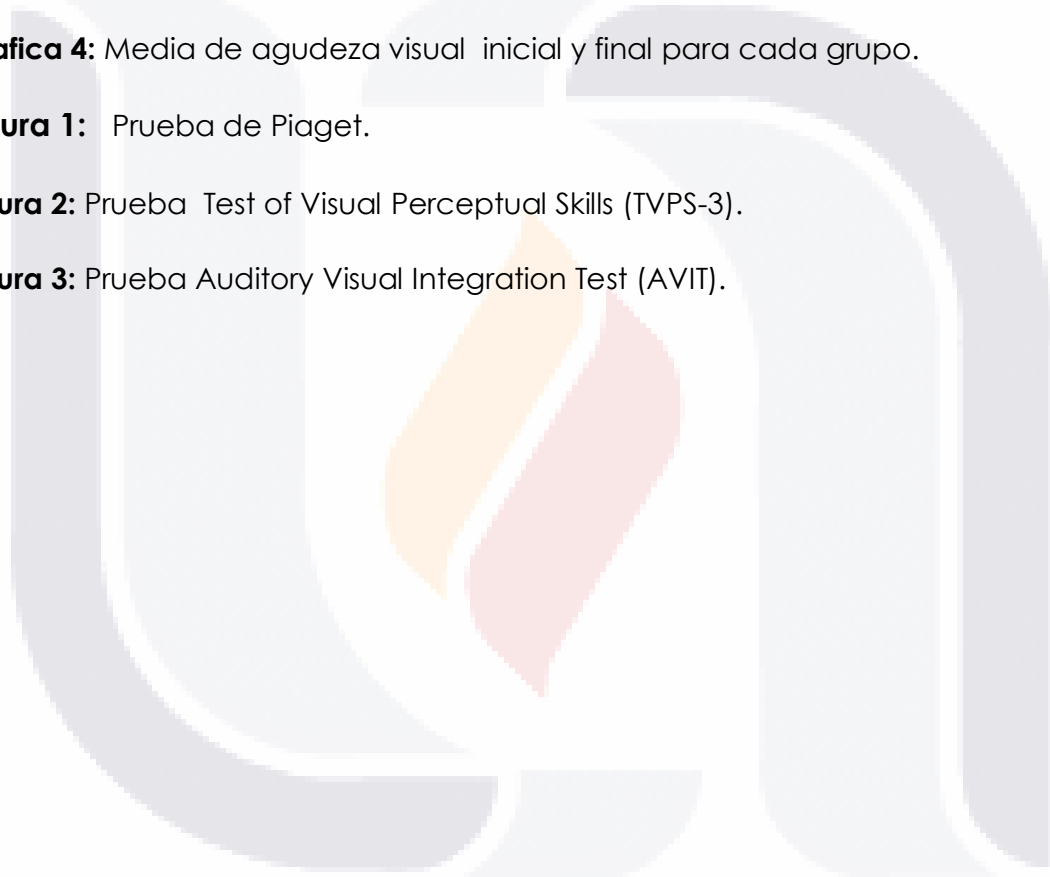 afica 4: Media de agudeza visual inicial y final para cada grupo.
ura 1: Prueba de Piaget.
ura 2: Prueba Test of Visual Perceptual Skills (TVPS-3).
ura 3: Prueba Auditory Visual Integration Test (AVIT).